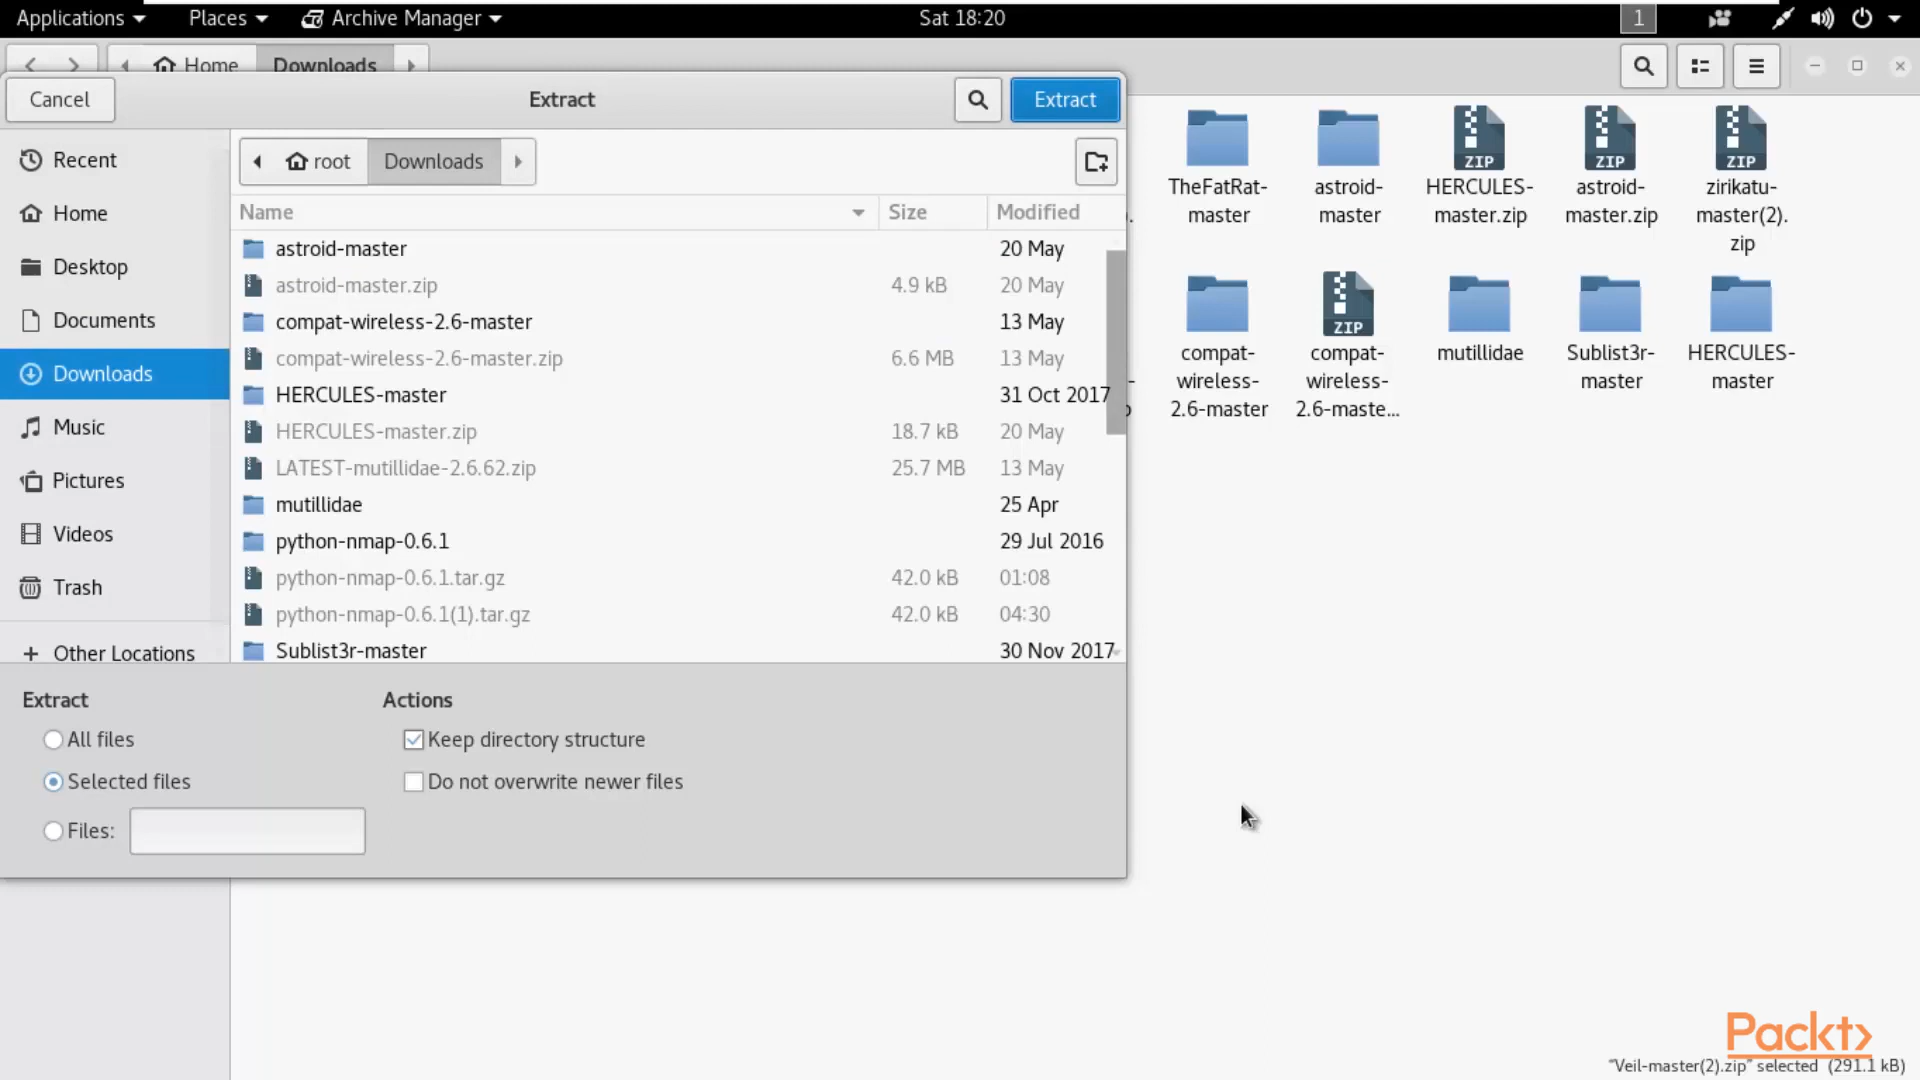 Applications Places Archive Manager Sat 18:20 1
Home Downloads
Cancel Extract Extract
Recent
Home
Desktop
Documents
Downloads
Music
Pictures
Videos
Trash
+ Other Locations
root Downloads
Name Size Modified
astroid-master 20 May
astroid-master.zip 4.9 kB 20 May
compat-wireless-2.6-master 13 May
compat-wireless-2.6-master.zip 6.6 MB 13 May
HERCULES-master 31 Oct 2017
HERCULES-master.zip 18.7 kB 20 May
LATEST-mutillidae-2.6.62.zip 25.7 MB 13 May
mutillidae 25 Apr
python-nmap-0.6.1 29 Jul 2016
python-nmap-0.6.1.tar.gz 42.0 kB 01:08
python-nmap-0.6.1(1).tar.gz 42.0 kB 04:30
Sublist3r-master 30 Nov 2017
Extract
All files
Selected files
Files:
Actions
Keep directory structure
Do not overwrite newer files
ZIP ZIP ZIP
TheFatRat-
master
astroid-
master
HERCULES-
master.zip
astroid-
master.zip
zirikatu-
master(2).
zip
ZIP
compat-
wireless-
2.6-master
compat-
wireless-
2.6-maste...
mutillidae
Sublist3r-
master
HERCULES-
master
Packt
"Veil-master(2).zip" selected (291.1 kB)